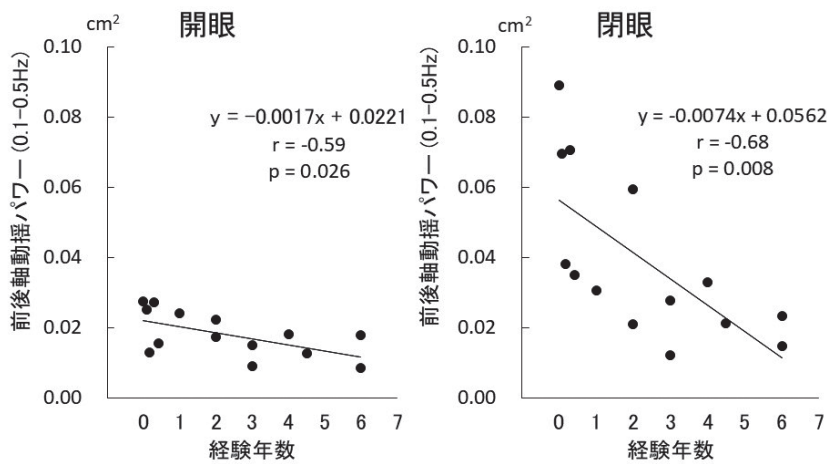 cm²
開眼
0.10
0.08
0.06
0.04
0.02
0.00
前後軸動揺パワー (0.1-0.5Hz)
y = -0.0017x + 0.0221
r = -0.59
p = 0.026
0 1 2 3 4 5 6 7
経験年数
cm²
閉眼
0.10
0.08
0.06
0.04
0.02
0.00
前後軸動揺パワー (0.1-0.5Hz)
y = -0.0074x + 0.0562
r = -0.68
p = 0.008
0 1 2 3 4 5 6 7
経験年数